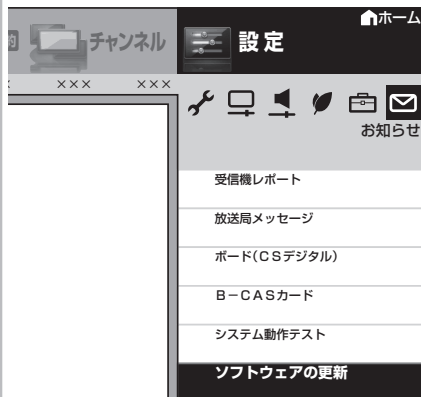 ホーム
的 チャンネル 設定
××× ×××
お知らせ
受信機レポート
放送局メッセージ
ボード(CSデジタル)
B-CASカード
システム動作テスト
ソフトウェアの更新